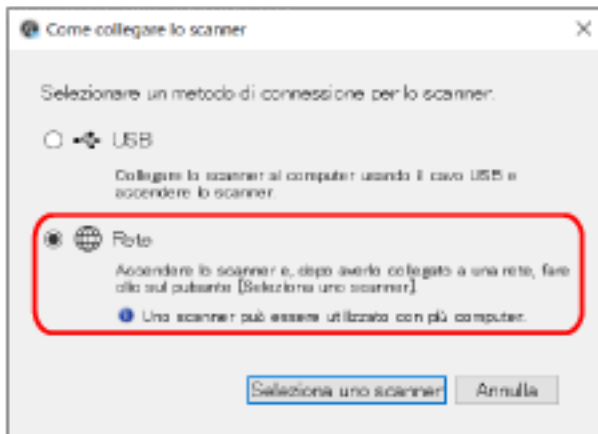 Come collegare lo scanner
Selezionare un metodo di connessione per lo scanner.
USB
Collegare lo scanner al computer usando il cavo USB e
accendere lo scanner.
Rete
Accendere lo scanner e, dopo averlo collegato a una rete, fare
clic sul pulsante [Seleziona uno scanner].
Uno scanner può essere utilizzato con più computer.
Seleziona uno scanner
Annulla